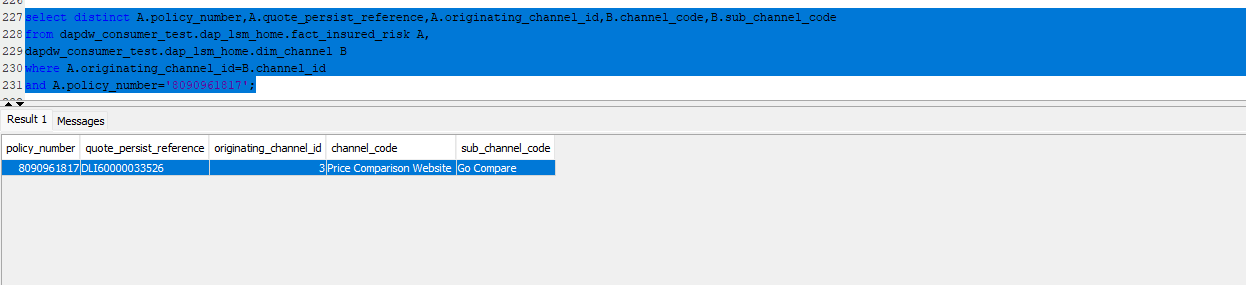 227 select distinct A.policy_number,A.quote_persist_reference,A.originating_channel_id,B.channel_code,B.sub_channel_code
228 from dapdw_consumer_test.dap_lsm_home.fact_insured_risk A,
229 dapdw_consumer_test.dap_lsm_home.dim_channel B
230 where A.originating_channel_id=B.channel_id
231 and A.policy_number='8090961817';
Result 1 Messages
policy_number quote_persist_reference originating_channel_id channel_code sub_channel_code
8090961817 DLI60000033526 3 Price Comparison Website Go Compare